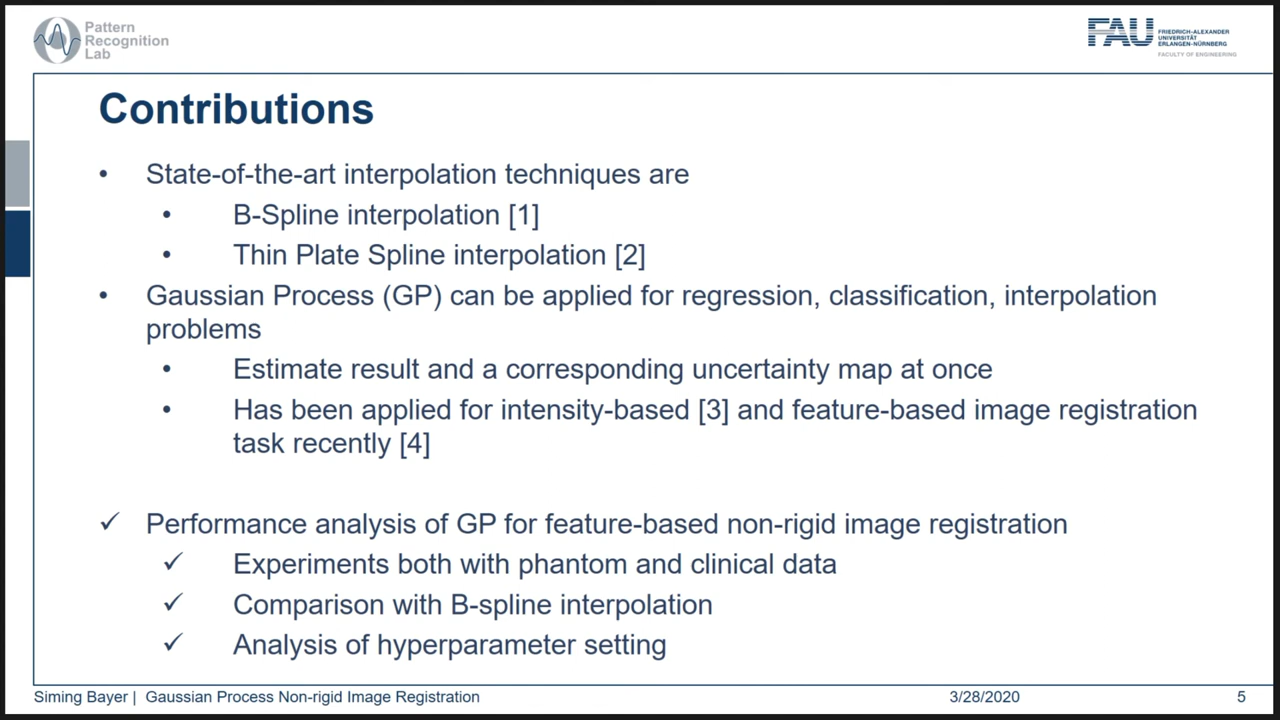 Pattern
Recognition
Lab
FAU
FRIEDRICH-ALEXANDER
UNIVERSITÄT
ERLANGEN-NÜRNBERG
FACULTY OF ENGINEERING
Contributions
• State-of-the-art interpolation techniques are
• B-Spline interpolation [1]
• Thin Plate Spline interpolation [2]
• Gaussian Process (GP) can be applied for regression, classification, interpolation
problems
• Estimate result and a corresponding uncertainty map at once
• Has been applied for intensity-based [3] and feature-based image registration
task recently [4]
✓ Performance analysis of GP for feature-based non-rigid image registration
✓ Experiments both with phantom and clinical data
✓ Comparison with B-spline interpolation
✓ Analysis of hyperparameter setting
Siming Bayer | Gaussian Process Non-rigid Image Registration 3/28/2020 5